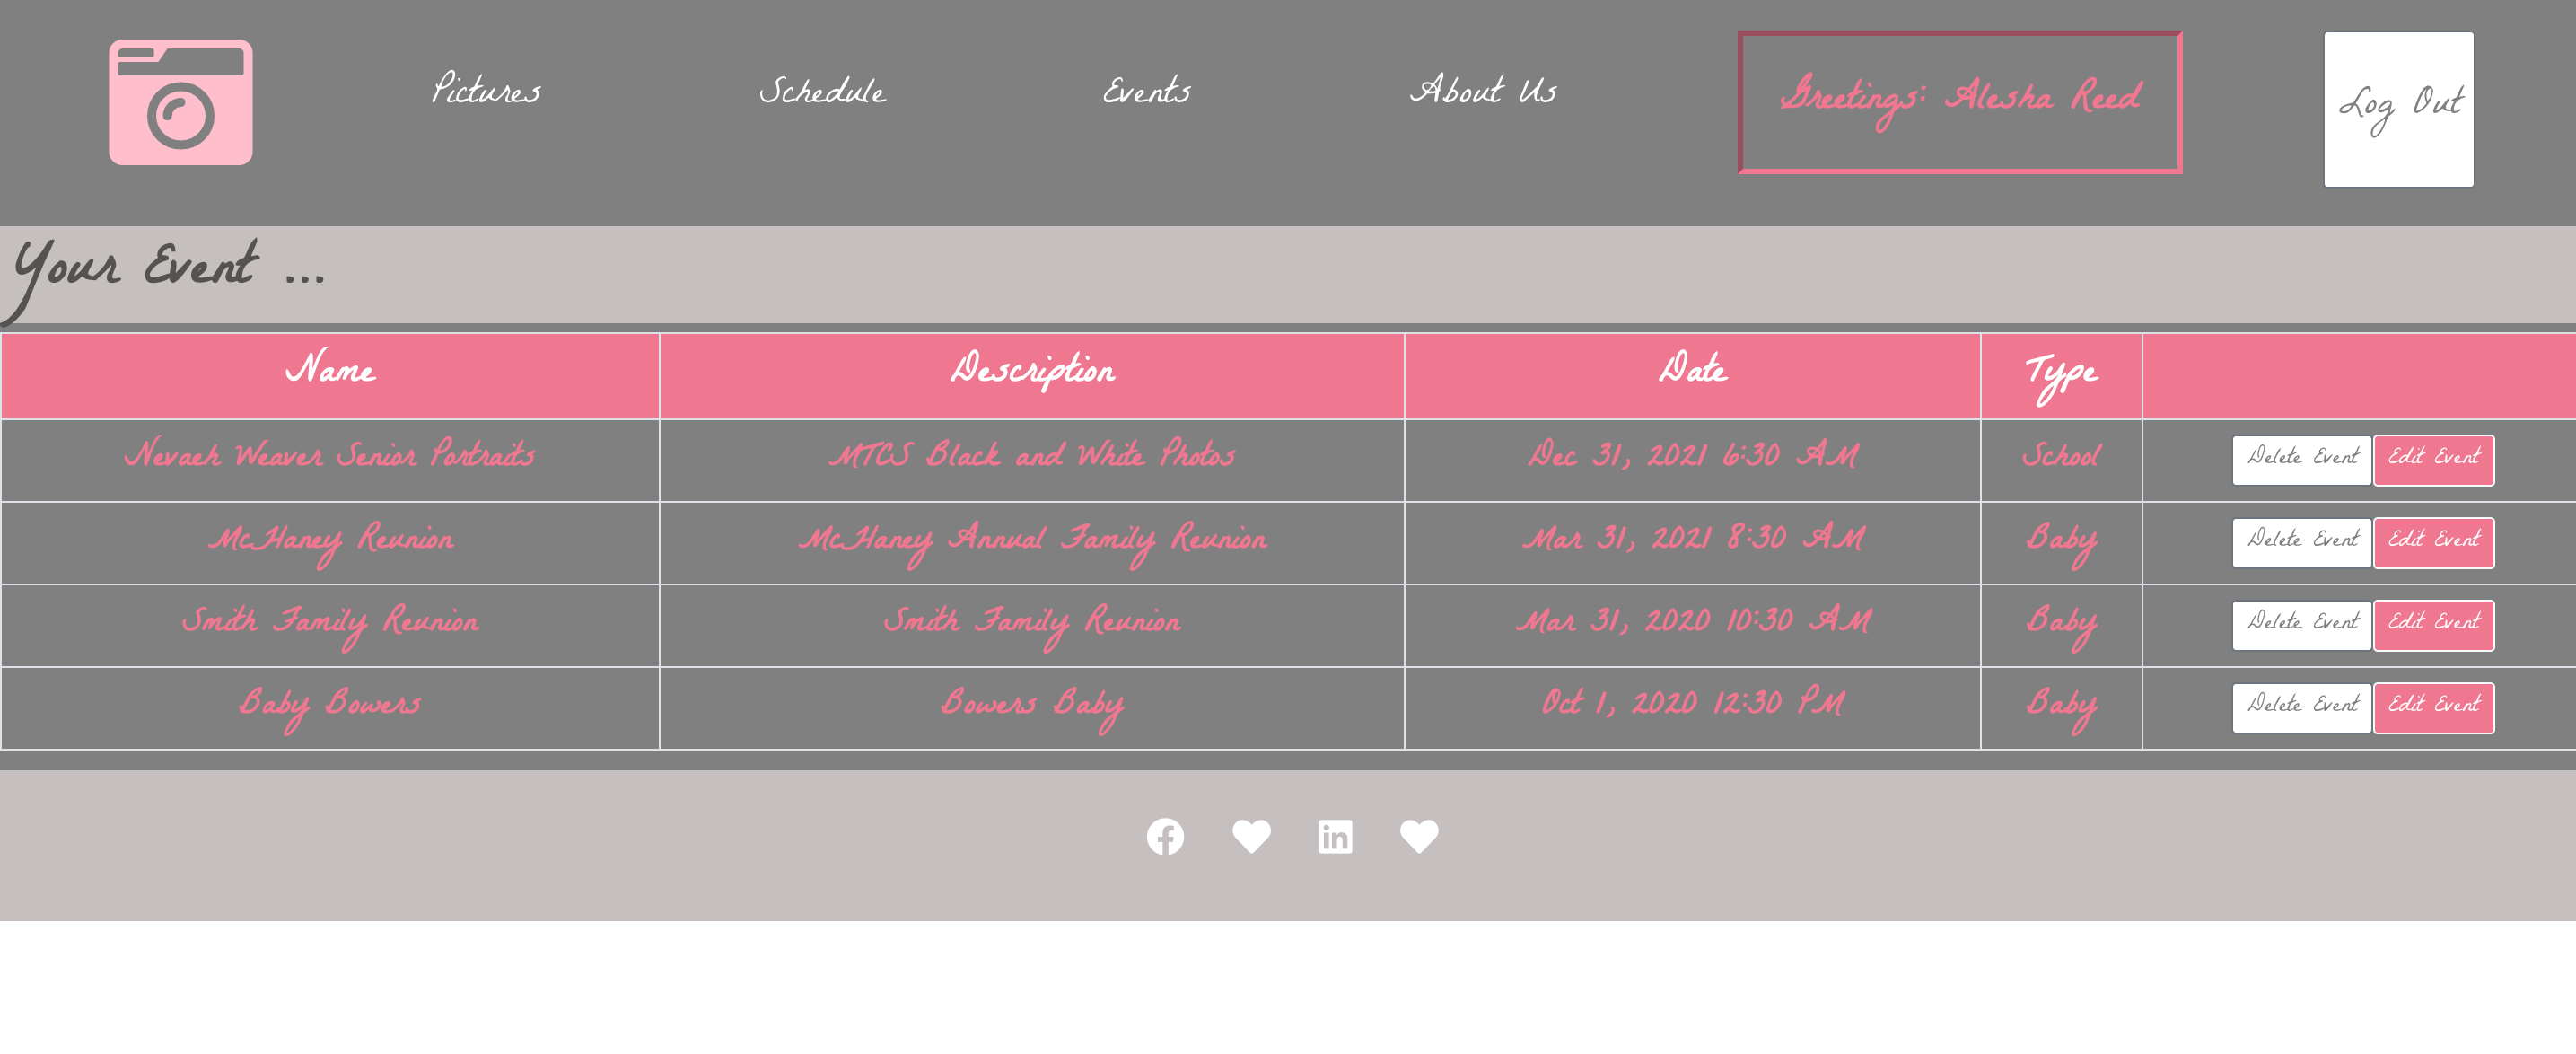 Pictures Schedule Events About Us Greetings: Alesha Reed Log Out
Your Event ...
Name Description Date Type
Nevaeh Weaver Senior Portraits MTCS Black and White Photos Dec 31, 2021 6:30 AM School Delete Event Edit Event
McHaney Reunion McHaney Annual Family Reunion Mar 31, 2021 8:30 AM Baby Delete Event Edit Event
Smith Family Reunion Smith Family Reunion Mar 31, 2020 10:30 AM Baby Delete Event Edit Event
Baby Bowers Bowers Baby Oct 1, 2020 12:30 PM Baby Delete Event Edit Event